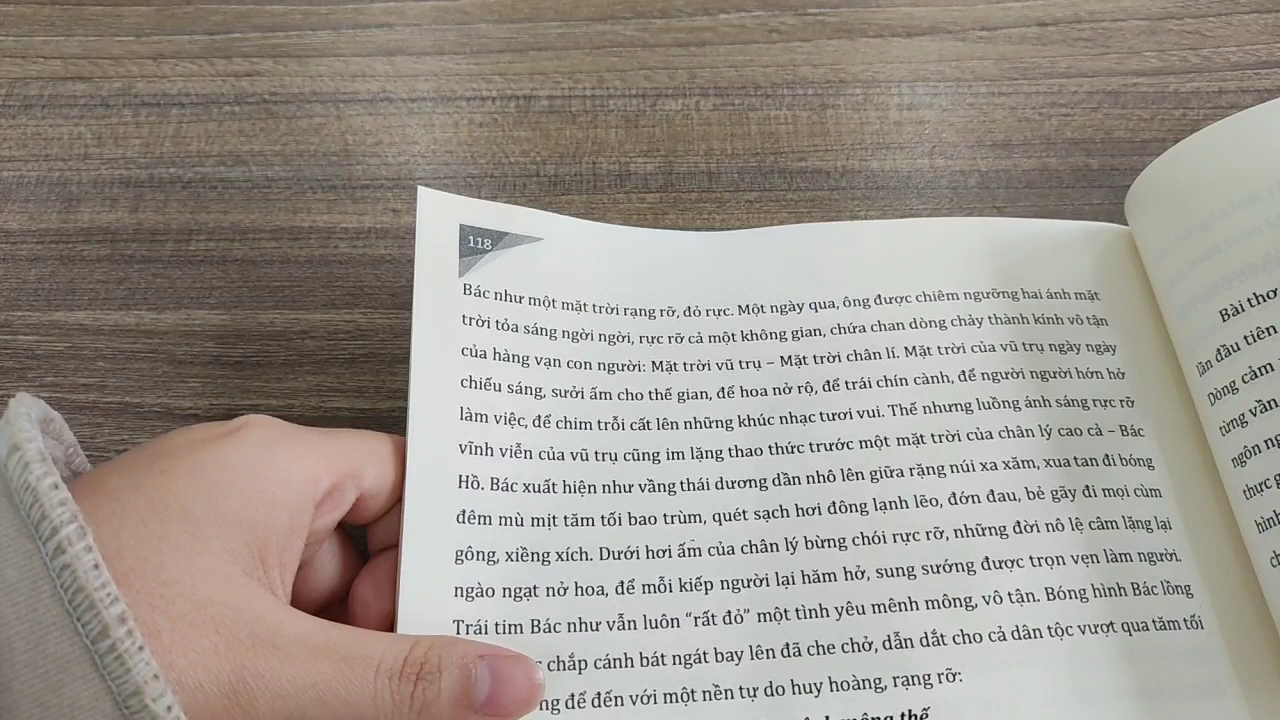 118
Bác như một mặt trời rạng rỡ, đỏ rực. Một ngày qua, ông được chiêm ngưỡng hai ánh mặt
trời tỏa sáng ngời ngời, rực rỡ cả một không gian, chứa chan dòng chảy thành kính vô tận
của hàng vạn con người: Mặt trời vũ trụ – Mặt trời chân lí. Mặt trời của vũ trụ ngày ngày
chiếu sáng, sưởi ấm cho thế gian, để hoa nở rộ, để trái chín cành, để người người hớn hở
làm việc, để chim trỗi cất lên những khúc nhạc tươi vui. Thế nhưng luồng ánh sáng rực rỡ
vĩnh viễn của vũ trụ cũng im lặng thao thức trước một mặt trời của chân lý cao cả – Bác
Hồ. Bác xuất hiện như vầng thái dương dần nhô lên giữa rặng núi xa xăm, xua tan đi bóng
đêm mù mịt tăm tối bao trùm, quét sạch hơi đông lạnh lẽo, đớn đau, bẻ gãy đi mọi cùm
gông, xiềng xích. Dưới hơi ấm của chân lý bừng chói rực rỡ, những đời nô lệ câm lặng lại
ngào ngạt nở hoa, để mỗi kiếp người lại hăm hở, sung sướng được trọn vẹn làm người.
Trái tim Bác như vẫn luôn “rất đỏ” một tình yêu mênh mông, vô tận. Bóng hình Bác lồng
chắp cánh bát ngát bay lên đã che chở, dẫn dắt cho cả dân tộc vượt qua tăm tối
để đến với một nền tự do huy hoàng, rạng rỡ:
mông thế
Bài thơ
lần đầu tiên
Dòng cảm
từng vần